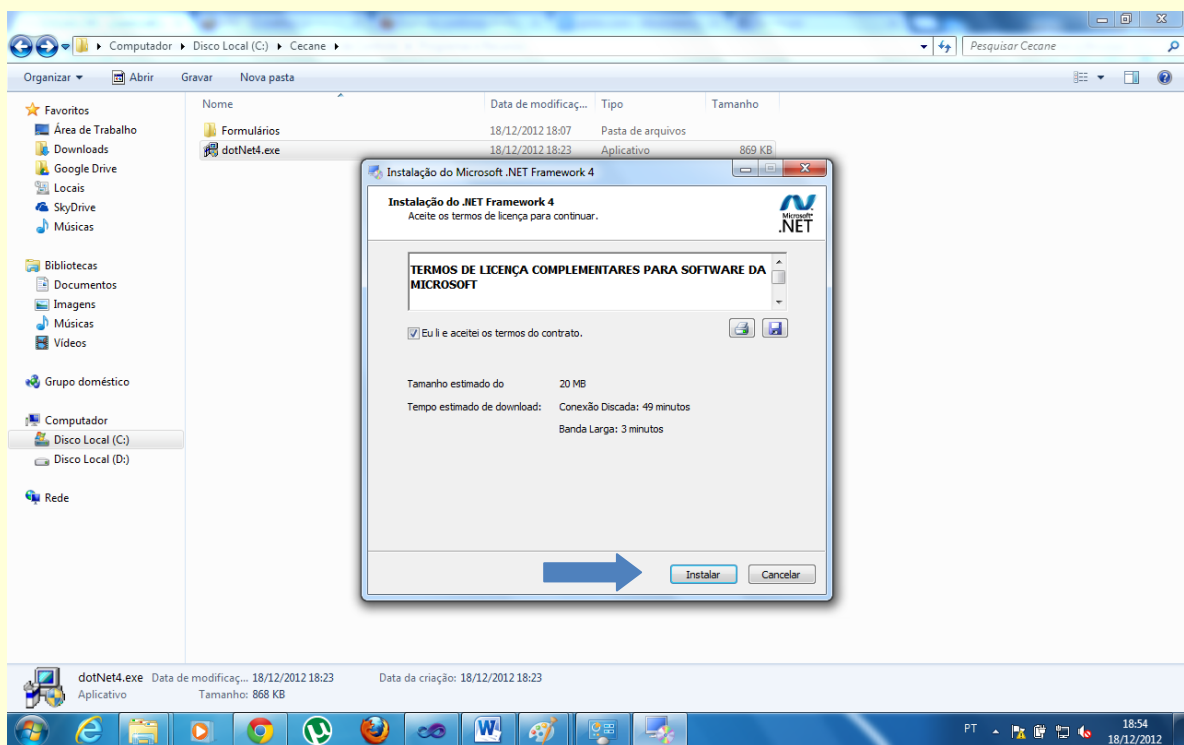 Computador ▸ Disco Local (C:) ▸ Cecane ▸
Pesquisar Cecane
Organizar ▾ Abrir Gravar Nova pasta
Nome Data de modificaç... Tipo Tamanho
Formulários 18/12/2012 18:07 Pasta de arquivos
dotNet4.exe 18/12/2012 18:23 Aplicativo 869 KB
Favoritos
Área de Trabalho
Downloads
Google Drive
Locais
SkyDrive
Músicas
Bibliotecas
Documentos
Imagens
Músicas
Vídeos
Grupo doméstico
Computador
Disco Local (C:)
Disco Local (D:)
Rede
Instalação do Microsoft .NET Framework 4
Instalação do .NET Framework 4
Aceite os termos de licença para continuar.
Microsoft
.NET
TERMOS DE LICENÇA COMPLEMENTARES PARA SOFTWARE DA
MICROSOFT
Eu li e aceitei os termos do contrato.
Tamanho estimado do 20 MB
Tempo estimado de download: Conexão Discada: 49 minutos
Banda Larga: 3 minutos
Instalar Cancelar
dotNet4.exe Data de modificaç... 18/12/2012 18:23 Data da criação: 18/12/2012 18:23
Aplicativo Tamanho: 868 KB
PT 18:54
18/12/2012